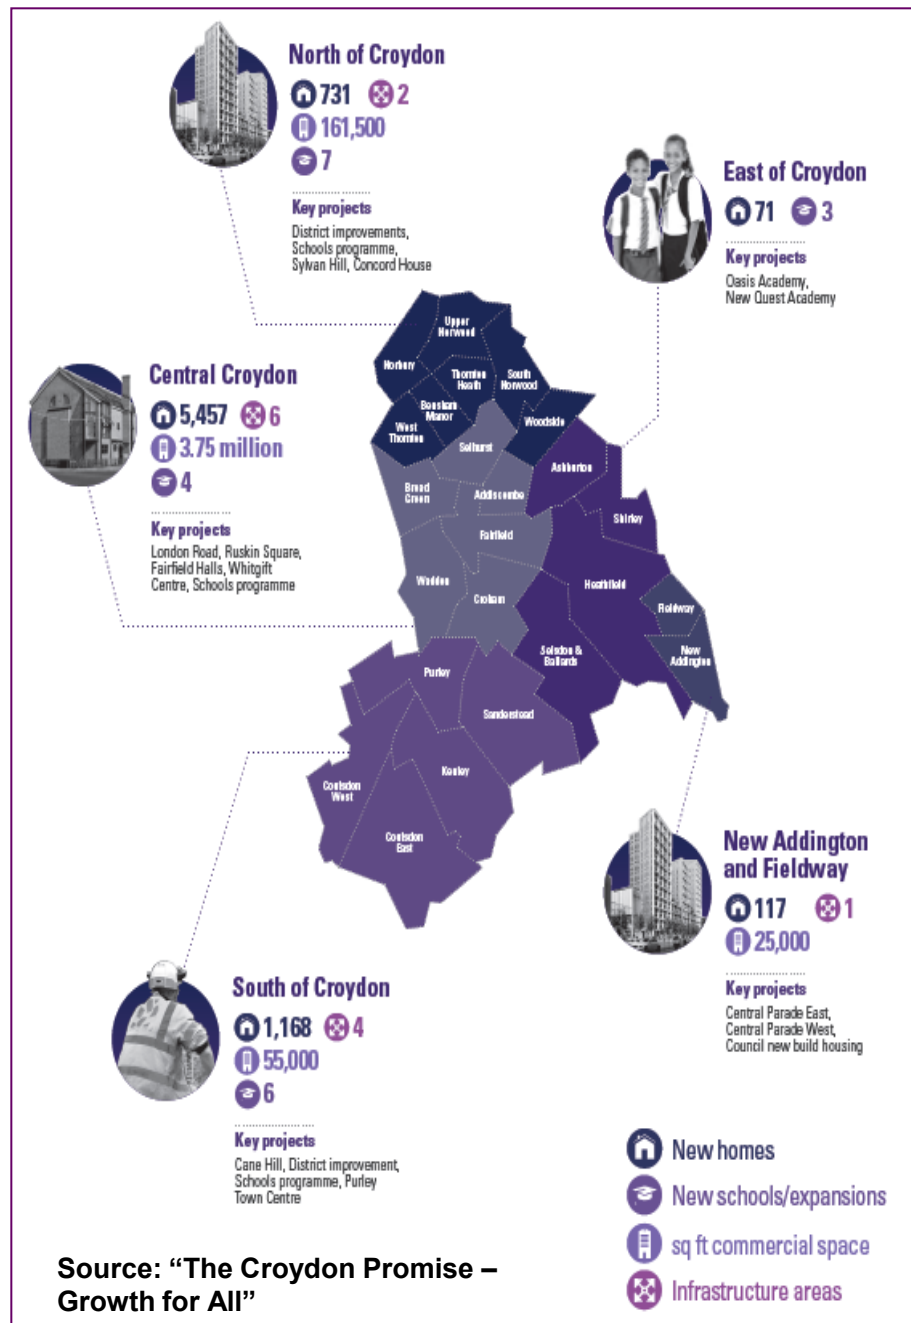 North of Croydon
731 2
161,500
7
Key projects
District improvements,
Schools programme,
Sylvan Hill, Concord House
East of Croydon
71 3
Key projects
Oasis Academy,
New Quest Academy
Central Croydon
5,457 6
3.75 million
4
Key projects
London Road, Ruskin Square,
Fairfield Halls, Whitgift
Centre, Schools programme
Upper
Norwood
Norbury
Thornton
Heath
South
Norwood
Bensham
Manor
West
Thornton
Woodside
Selhurst
Ashburton
Broad
Green
Addiscombe
Shirley
Fairfield
Waddon
Croham
Heathfield
Fieldway
New
Addington
Selsdon &
Ballards
Purley
Sanderstead
Kenley
Coulsdon
West
Coulsdon
East
New Addington
and Fieldway
117 1
25,000
Key projects
Central Parade East,
Central Parade West,
Council new build housing
South of Croydon
1,168 4
55,000
6
Key projects
Cane Hill, District improvement,
Schools programme, Purley
Town Centre
New homes
New schools/expansions
sq ft commercial space
Infrastructure areas
Source: “The Croydon Promise –
Growth for All”